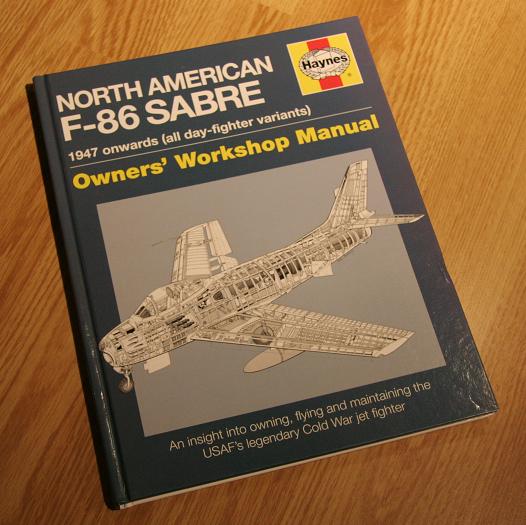 NORTH AMERICAN
F-86 SABRE
1947 onwards (all day-fighter variants)
Owners' Workshop Manual
Haynes
An insight into owning, flying and maintaining the
USAF's legendary Cold War jet fighter